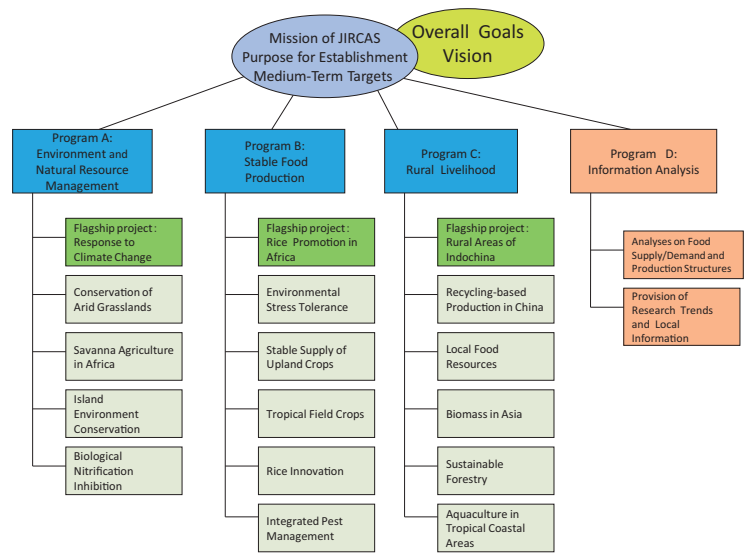 Mission of JIRCAS
Purpose for Establishment
Medium-Term Targets
Overall Goals
Vision
Program A:
Environment and
Natural Resource
Management
Flagship project:
Response to
Climate Change
Conservation of
Arid Grasslands
Savanna Agriculture
in Africa
Island
Environment
Conservation
Biological
Nitrification
Inhibition
Program B:
Stable Food
Production
Flagship project:
Rice Promotion in
Africa
Environmental
Stress Tolerance
Stable Supply of
Upland Crops
Tropical Field Crops
Rice Innovation
Integrated Pest
Management
Program C:
Rural Livelihood
Flagship project:
Rural Areas of
Indochina
Recycling-based
Production in China
Local Food
Resources
Biomass in Asia
Sustainable
Forestry
Aquaculture in
Tropical Coastal
Areas
Program D:
Information Analysis
Analyses on Food
Supply/Demand and
Production Structures
Provision of
Research Trends
and Local
Information